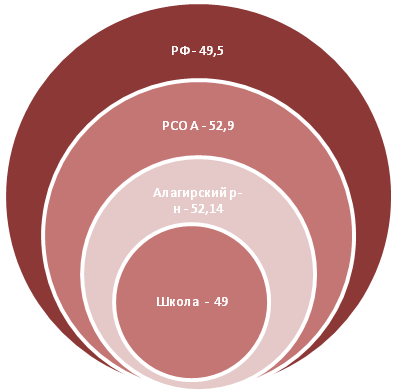 РФ- 49,5
РСО А - 52,9
Алагирский р-
н - 52,14
Школа - 49